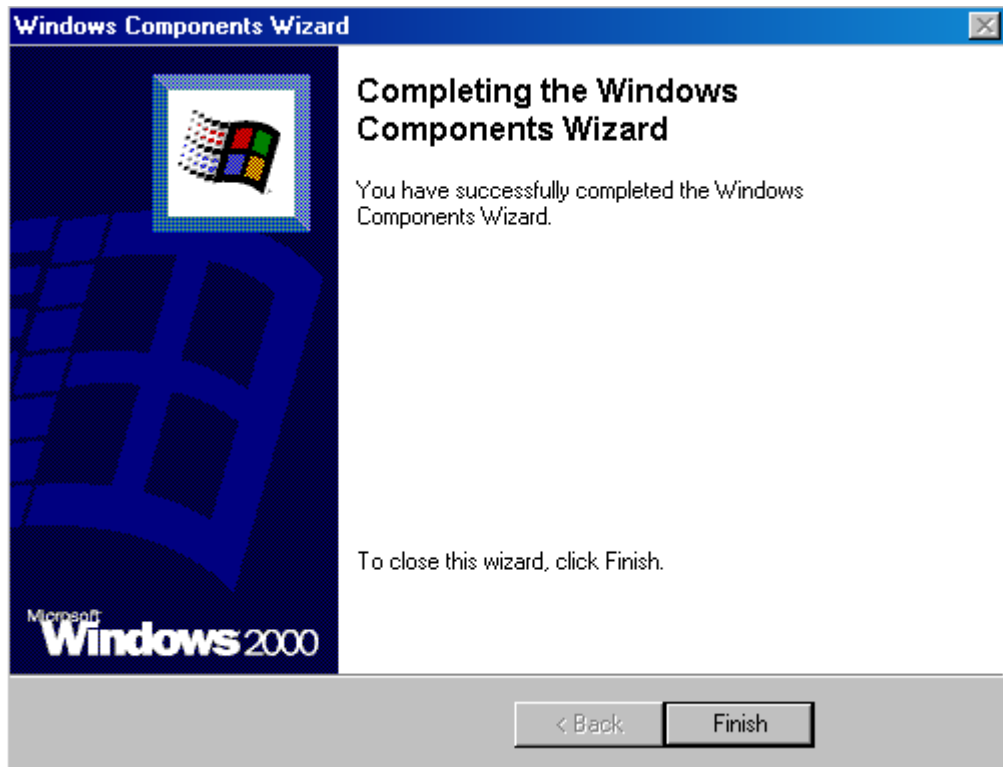 Windows Components Wizard
Completing the Windows
Components Wizard
You have successfully completed the Windows
Components Wizard.
To close this wizard, click Finish.
Microsoft
Windows 2000
< Back
Finish